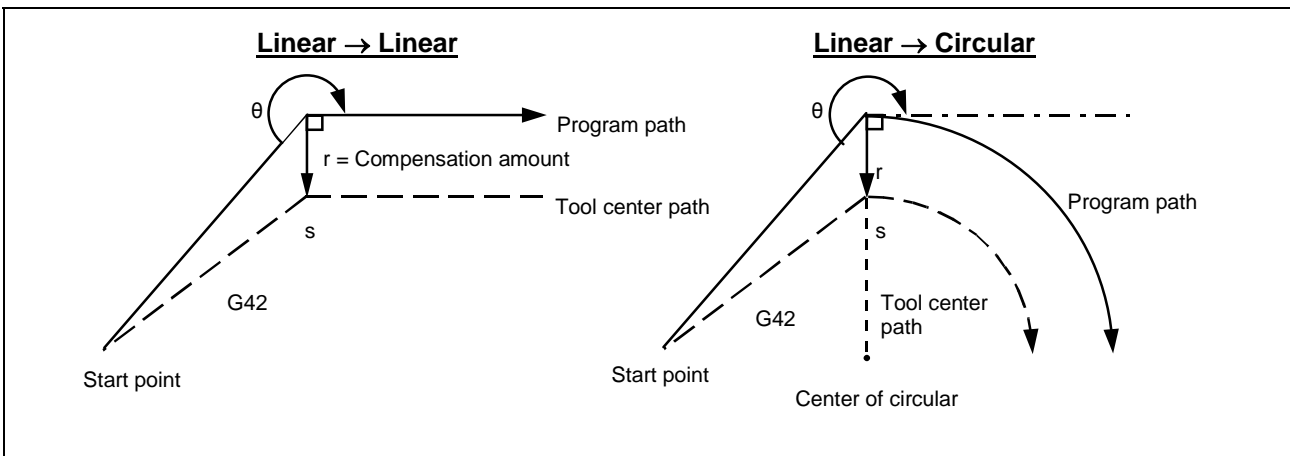 Linear → Linear
θ
Program path
r = Compensation amount
Tool center path
s
G42
Start point
Linear → Circular
θ
r
Program path
s
G42
Tool center
path
Start point
Center of circular